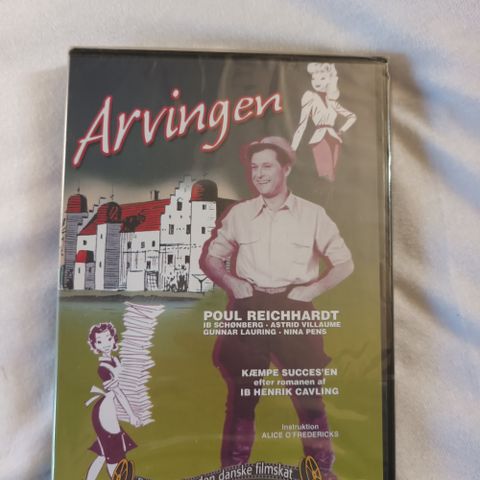 Arvingen
POUL REICHHARDT
IB SCHØNBERG · ASTRID VILLAUME
GUNNAR LAURING · NINA PENS
KÆMPE SUCCES'EN
efter romanen af
IB HENRIK CAVLING
Instruktion
ALICE O'FREDERICKS
den danske filmskat